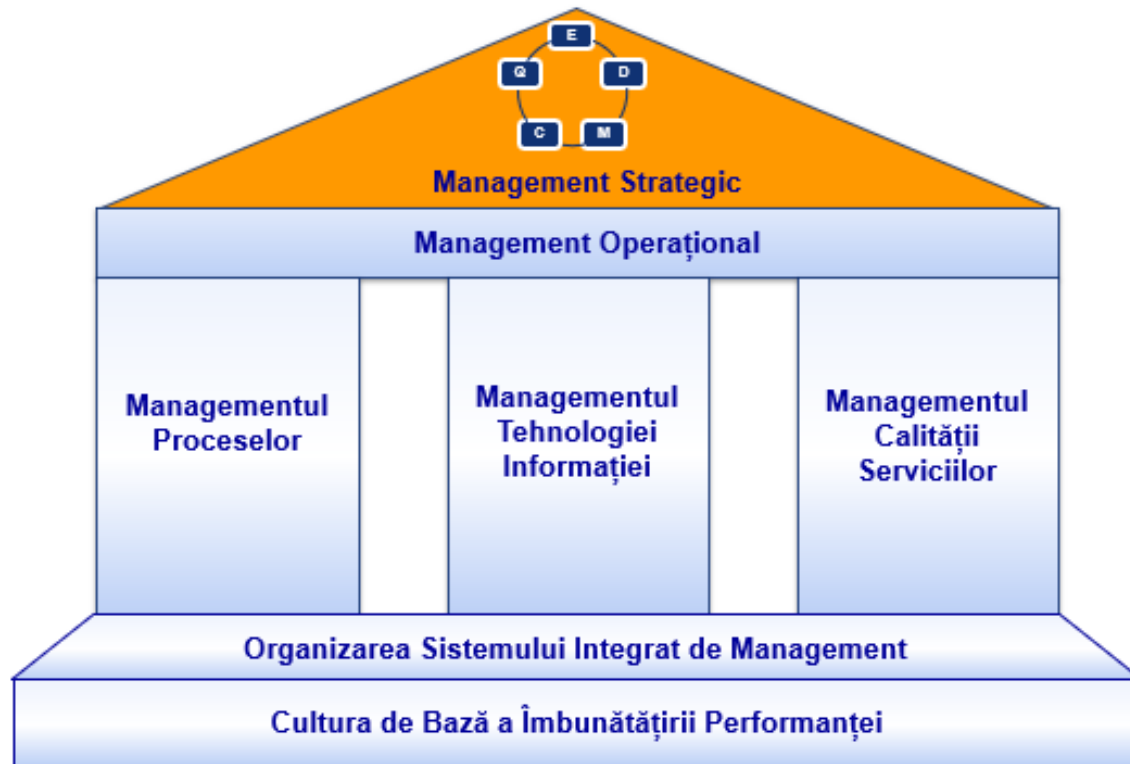 E
Q
D
C
M
Management Strategic
Management Operațional
Managementul
Proceselor
Managementul
Tehnologiei
Informației
Managementul
Calității
Serviciilor
Organizarea Sistemului Integrat de Management
Cultura de Bază a Îmbunătățirii Performanței